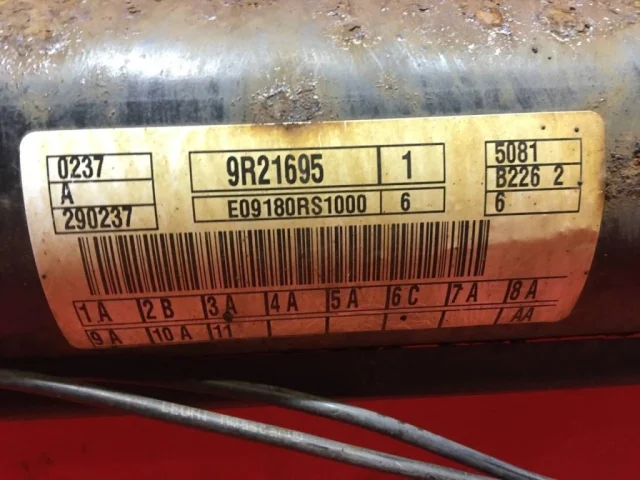 0237 9R21695 1 5081
A B226 2
290237 E09180RS1000 6 6
1 A 2 B 3 A 4 A 5 A 6 C 7 A 8 A
9 A 10 A 11 AA
LEONI